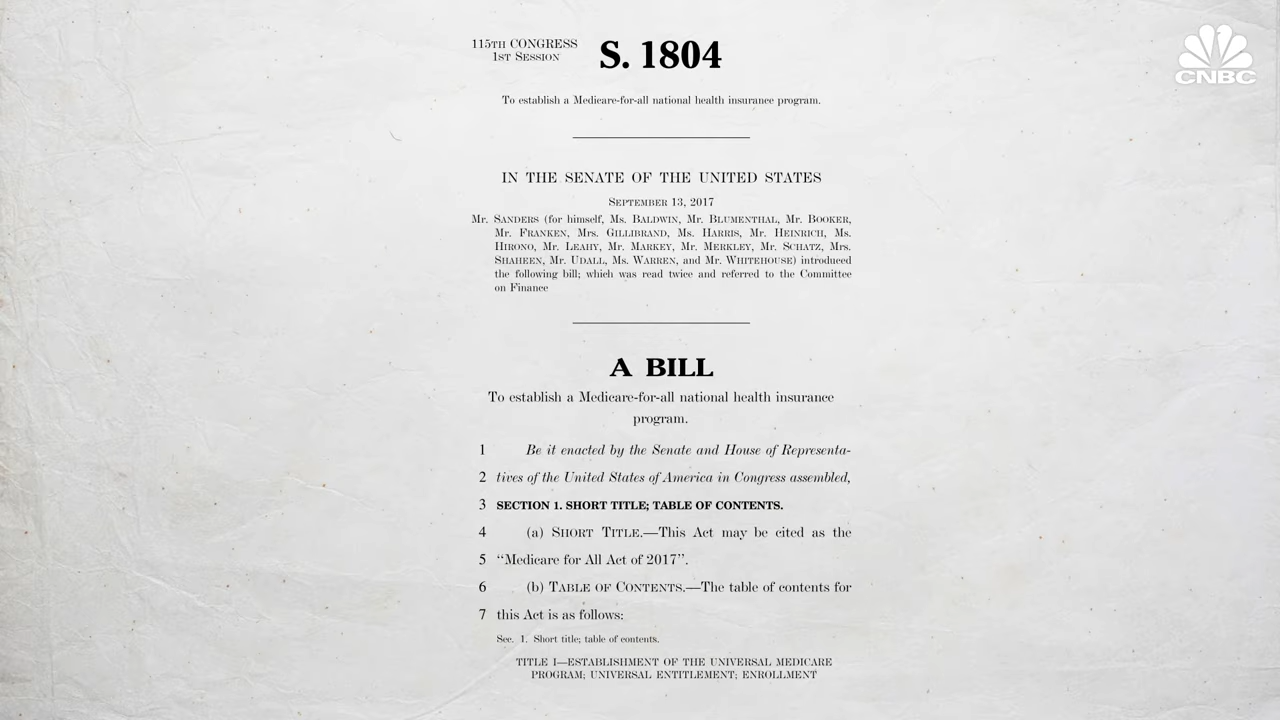 115TH CONGRESS
1ST SESSION
S. 1804
CNBC
To establish a Medicare-for-all national health insurance program.
IN THE SENATE OF THE UNITED STATES
SEPTEMBER 13, 2017
Mr. SANDERS (for himself, Ms. BALDWIN, Mr. BLUMENTHAL, Mr. BOOKER,
Mr. FRANKEN, Mrs. GILLIBRAND, Ms. HARRIS, Mr. HEINRICH, Ms.
HIRONO, Mr. LEAHY, Mr. MARKEY, Mr. MERKLEY, Mr. SCHATZ, Mrs.
SHAHEEN, Mr. UDALL, Ms. WARREN, and Mr. WHITEHOUSE) introduced
the following bill; which was read twice and referred to the Committee
on Finance
A BILL
To establish a Medicare-for-all national health insurance
program.
1 Be it enacted by the Senate and House of Representa-
2 tives of the United States of America in Congress assembled,
3 SECTION 1. SHORT TITLE; TABLE OF CONTENTS.
4 (a) SHORT TITLE.—This Act may be cited as the
5 ‘‘Medicare for All Act of 2017’’.
6 (b) TABLE OF CONTENTS.—The table of contents for
7 this Act is as follows:
Sec. 1. Short title; table of contents.
TITLE I—ESTABLISHMENT OF THE UNIVERSAL MEDICARE
PROGRAM; UNIVERSAL ENTITLEMENT; ENROLLMENT